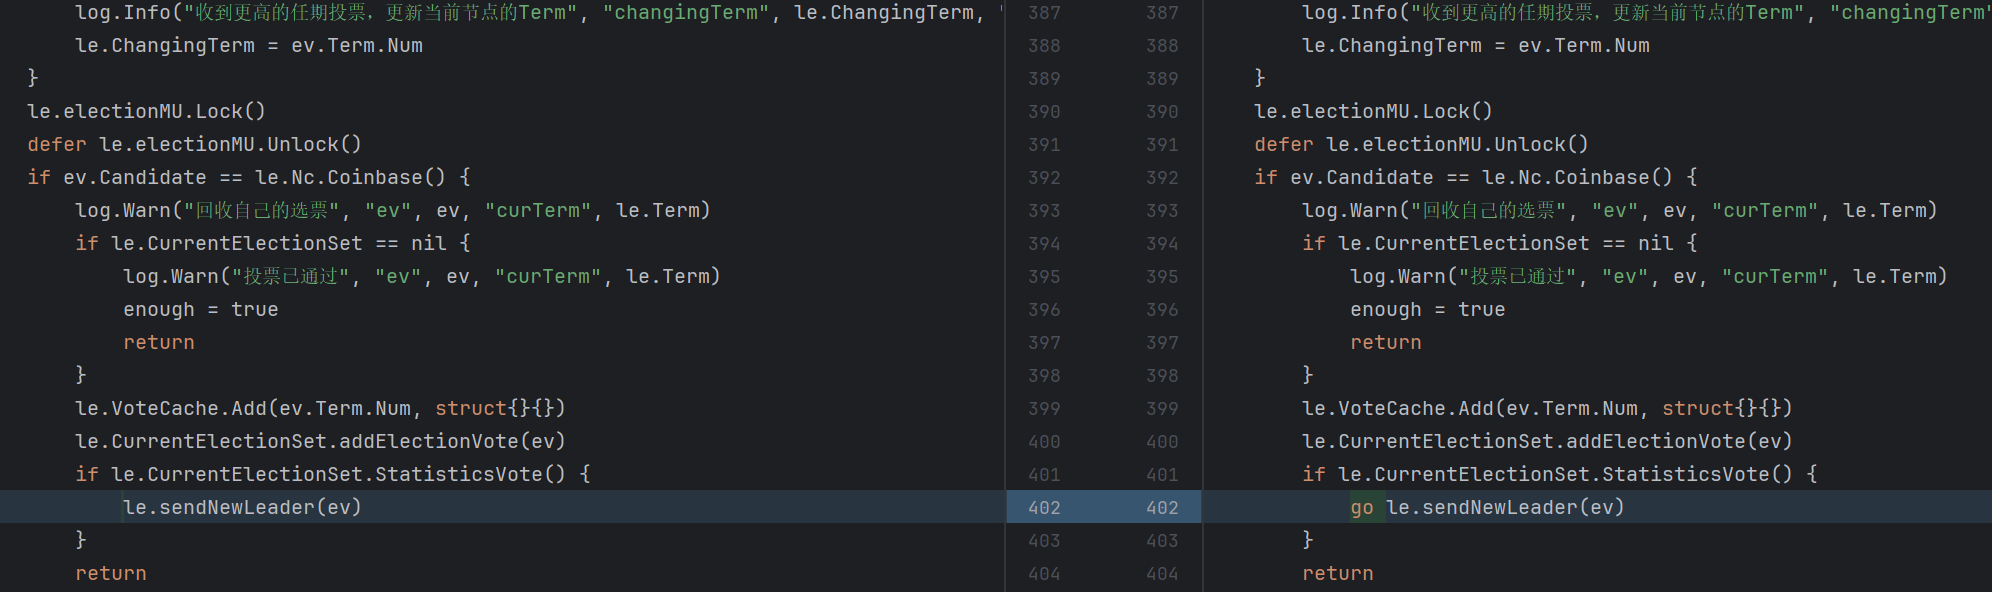 log.Info("收到更高的任期投票，更新当前节点的Term", "changingTerm", le.ChangingTerm, "
le.ChangingTerm = ev.Term.Num
}
le.electionMU.Lock()
defer le.electionMU.Unlock()
if ev.Candidate == le.Nc.Coinbase() {
log.Warn("回收自己的选票", "ev", ev, "curTerm", le.Term)
if le.CurrentElectionSet == nil {
log.Warn("投票已通过", "ev", ev, "curTerm", le.Term)
enough = true
return
}
le.VoteCache.Add(ev.Term.Num, struct{}{})
le.CurrentElectionSet.addElectionVote(ev)
if le.CurrentElectionSet.StatisticsVote() {
le.sendNewLeader(ev)
}
return
387 387
388 388
389 389
390 390
391 391
392 392
393 393
394 394
395 395
396 396
397 397
398 398
399 399
400 400
401 401
402 402
403 403
404 404
log.Info("收到更高的任期投票，更新当前节点的Term", "changingTerm"
le.ChangingTerm = ev.Term.Num
}
le.electionMU.Lock()
defer le.electionMU.Unlock()
if ev.Candidate == le.Nc.Coinbase() {
log.Warn("回收自己的选票", "ev", ev, "curTerm", le.Term)
if le.CurrentElectionSet == nil {
log.Warn("投票已通过", "ev", ev, "curTerm", le.Term)
enough = true
return
}
le.VoteCache.Add(ev.Term.Num, struct{}{})
le.CurrentElectionSet.addElectionVote(ev)
if le.CurrentElectionSet.StatisticsVote() {
go le.sendNewLeader(ev)
}
return